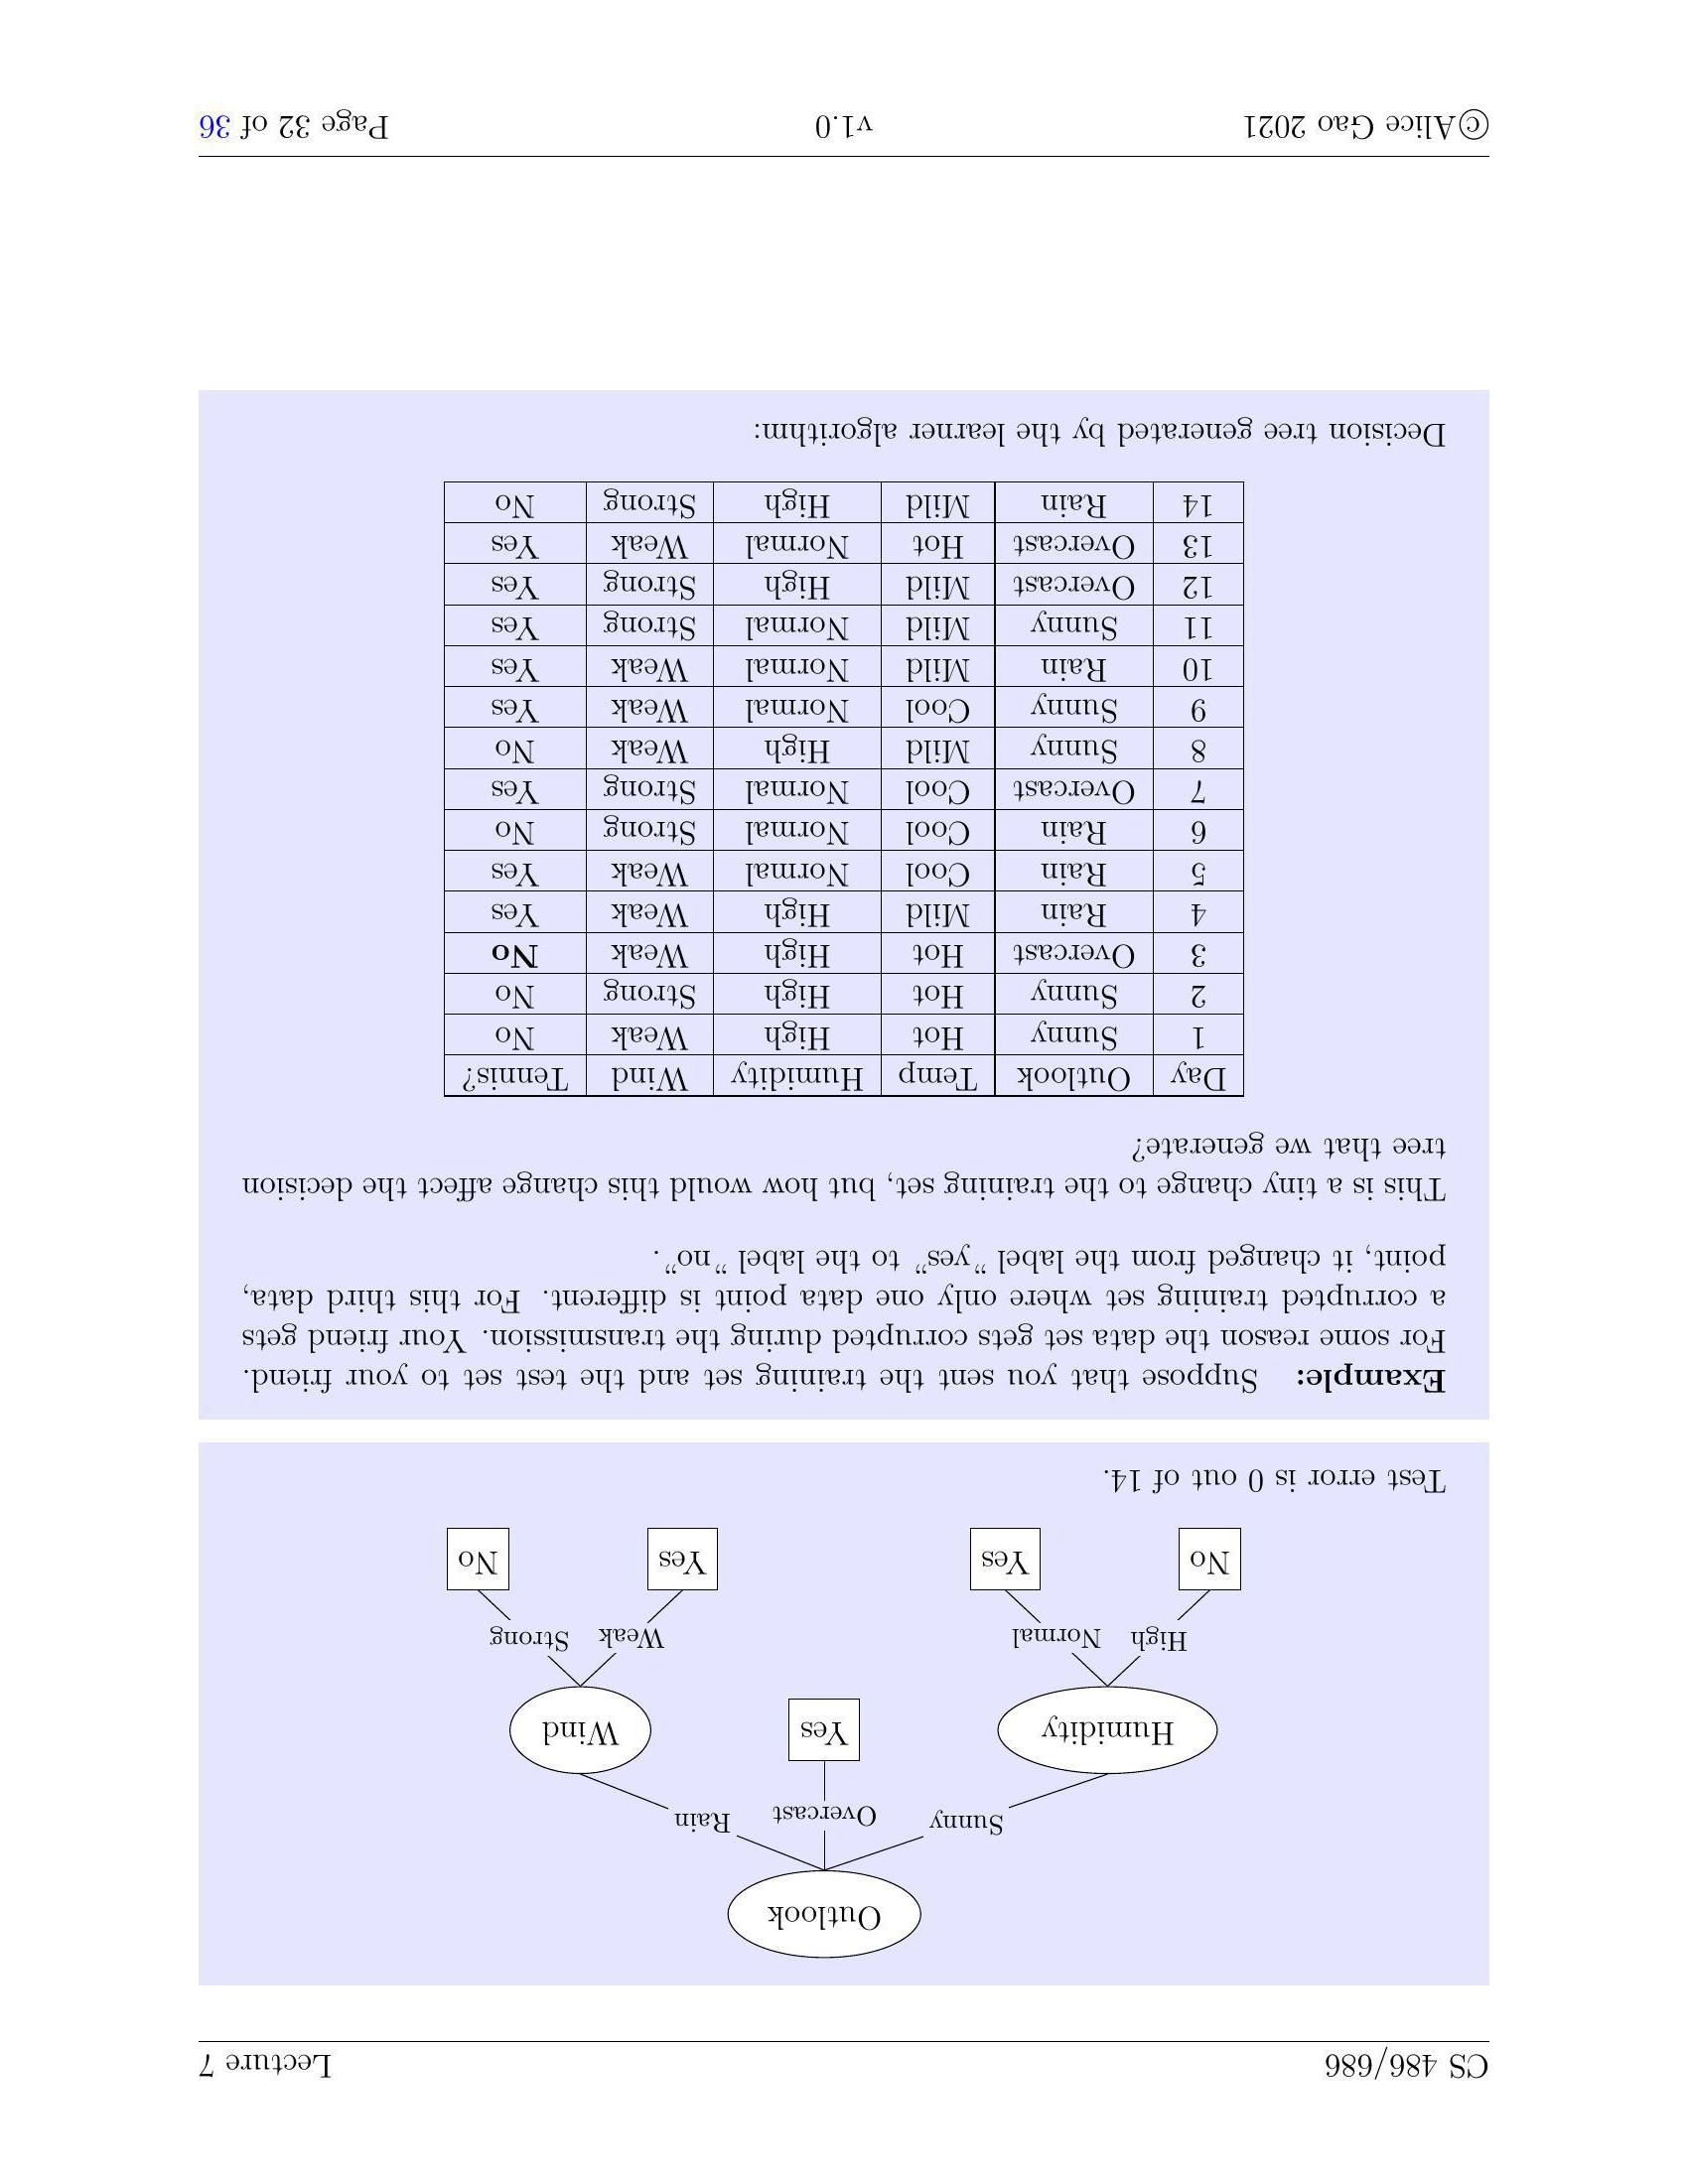 CS 486/686 Lecture 7
Outlook
Sunny Overcast Rain
Humidity Yes Wind
High Normal Weak Strong
No Yes Yes No
Test error is 0 out of 14.
Example: Suppose that you sent the training set and the test set to your friend.
For some reason the data set gets corrupted during the transmission. Your friend gets
a corrupted training set where only one data point is different. For this third data,
point, it changed from the label “yes“ to the label “no“.
This is a tiny change to the training set, but how would this change affect the decision
tree that we generate?
Day Outlook Temp Humidity Wind Tennis?
1 Sunny Hot High Weak No
2 Sunny Hot High Strong No
3 Overcast Hot High Weak No
4 Rain Mild High Weak Yes
5 Rain Cool Normal Weak Yes
6 Rain Cool Normal Strong No
7 Overcast Cool Normal Strong Yes
8 Sunny Mild High Weak No
9 Sunny Cool Normal Weak Yes
10 Rain Mild Normal Weak Yes
11 Sunny Mild Normal Strong Yes
12 Overcast Mild High Strong Yes
13 Overcast Hot Normal Weak Yes
14 Rain Mild High Strong No
Decision tree generated by the learner algorithm:
©Alice Gao 2021 v1.0 Page 32 of 36